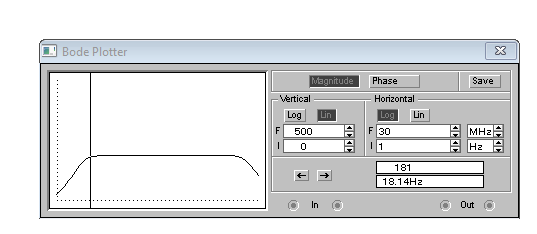 Bode Plotter
Magnitude Phase Save
Vertical Horizontal
Log Lin Log Lin
F 500 F 30 MHz
I 0 I 1 Hz
← → 181
18.14Hz
In Out